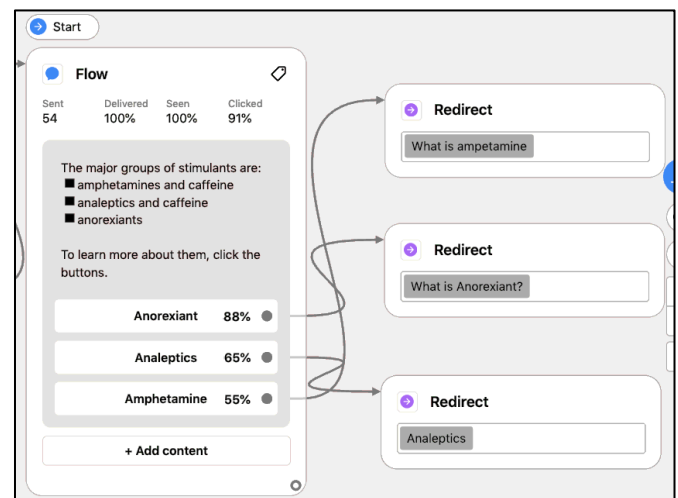 Start
Flow
Sent Delivered Seen Clicked
54 100% 100% 91%
The major groups of stimulants are:
amphetamines and caffeine
analeptics and caffeine
anorexiants
To learn more about them, click the
buttons.
Anorexiant 88%
Analeptics 65%
Amphetamine 55%
+ Add content
Redirect
What is ampetamine
Redirect
What is Anorexiant?
Redirect
Analeptics